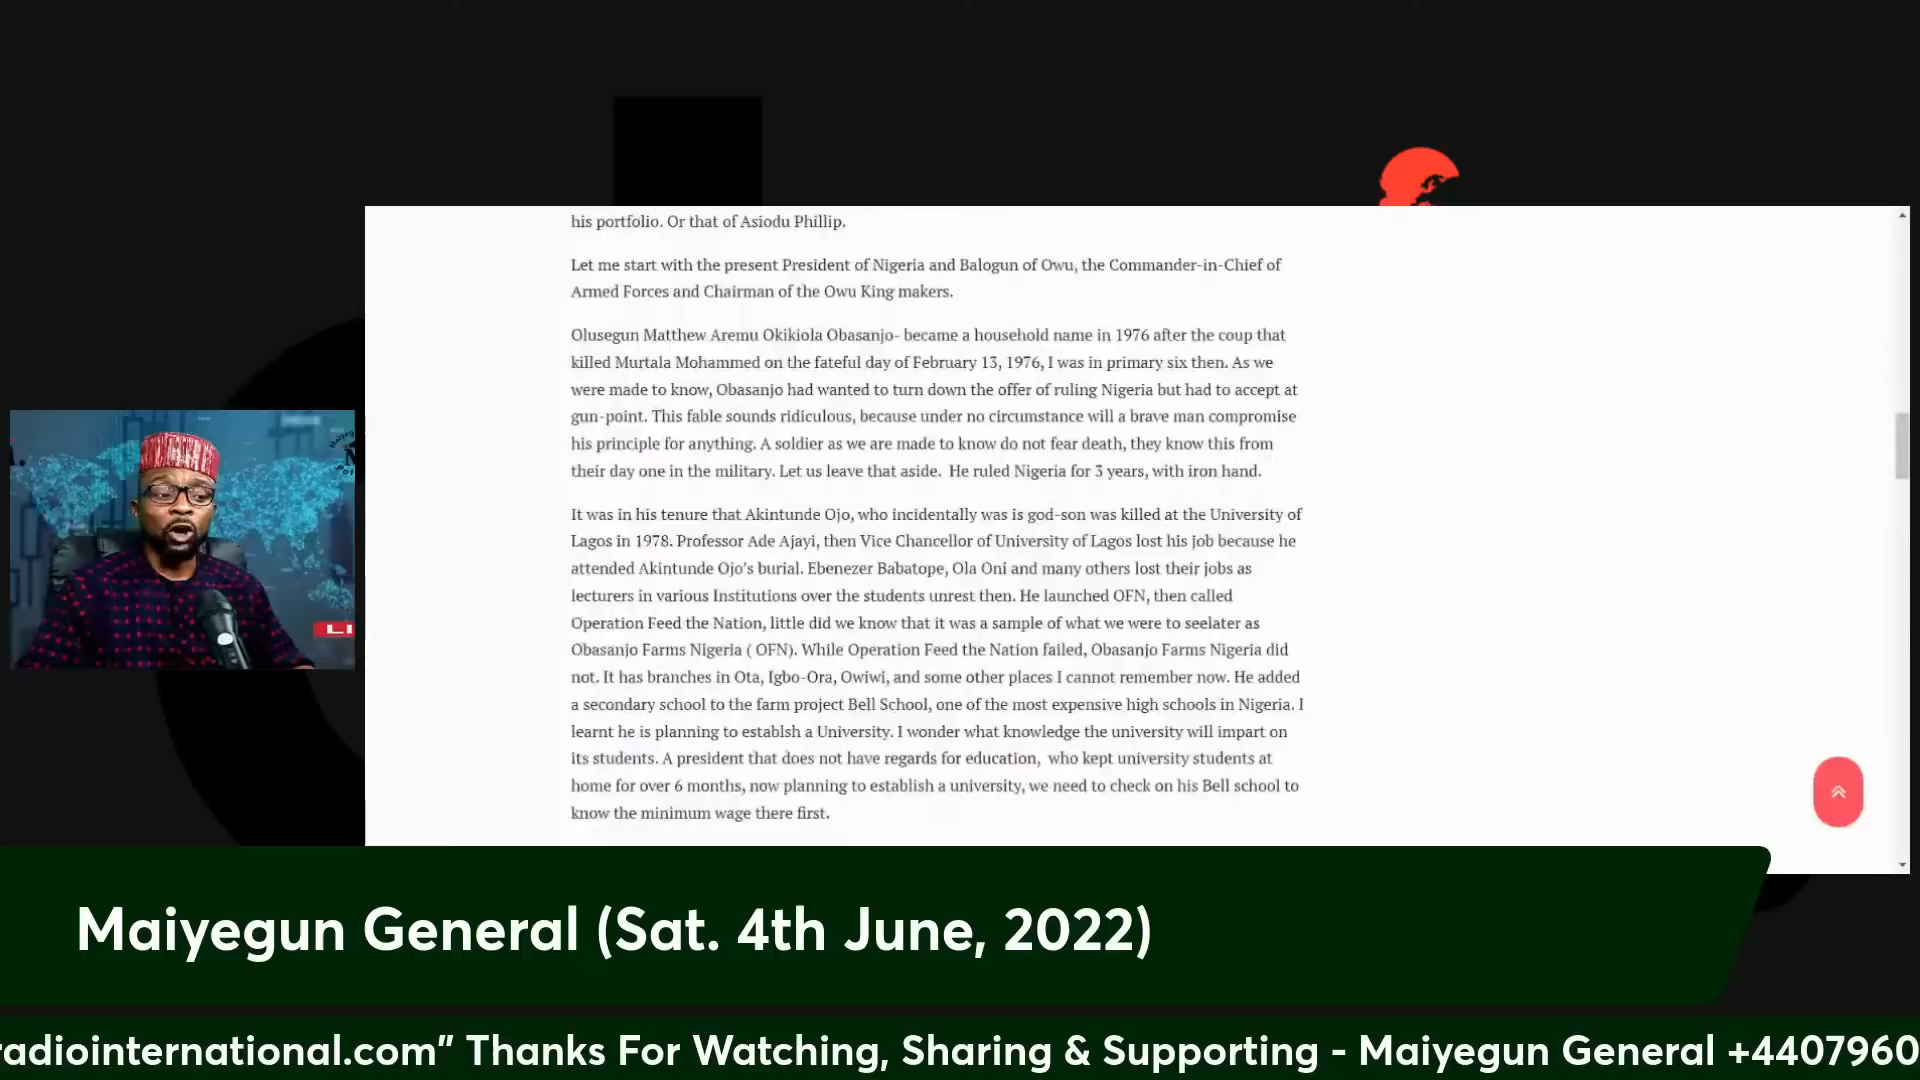 his portfolio. Or that of Asiodu Phillip.
Let me start with the present President of Nigeria and Balogun of Owu, the Commander-in-Chief of
Armed Forces and Chairman of the Owu King makers.
Olusegun Matthew Aremu Okikiola Obasanjo- became a household name in 1976 after the coup that
killed Murtala Mohammed on the fateful day of February 13, 1976, I was in primary six then. As we
were made to know, Obasanjo had wanted to turn down the offer of ruling Nigeria but had to accept at
gun-point. This fable sounds ridiculous, because under no circumstance will a brave man compromise
his principle for anything. A soldier as we are made to know do not fear death, they know this from
their day one in the military. Let us leave that aside. He ruled Nigeria for 3 years, with iron hand.
It was in his tenure that Akintunde Ojo, who incidentally was is god-son was killed at the University of
Lagos in 1978. Professor Ade Ajayi, then Vice Chancellor of University of Lagos lost his job because he
attended Akintunde Ojo’s burial. Ebenezer Babatope, Ola Oni and many others lost their jobs as
lecturers in various Institutions over the students unrest then. He launched OFN, then called
Operation Feed the Nation, little did we know that it was a sample of what we were to seelater as
Obasanjo Farms Nigeria ( OFN). While Operation Feed the Nation failed, Obasanjo Farms Nigeria did
not. It has branches in Ota, Igbo-Ora, Owiwi, and some other places I cannot remember now. He added
a secondary school to the farm project Bell School, one of the most expensive high schools in Nigeria. I
learnt he is planning to establsh a University. I wonder what knowledge the university will impart on
its students. A president that does not have regards for education, who kept university students at
home for over 6 months, now planning to establish a university, we need to check on his Bell school to
know the minimum wage there first.
LI
Maiyegun General (Sat. 4th June, 2022)
radiointernational.com” Thanks For Watching, Sharing & Supporting - Maiyegun General +4407960